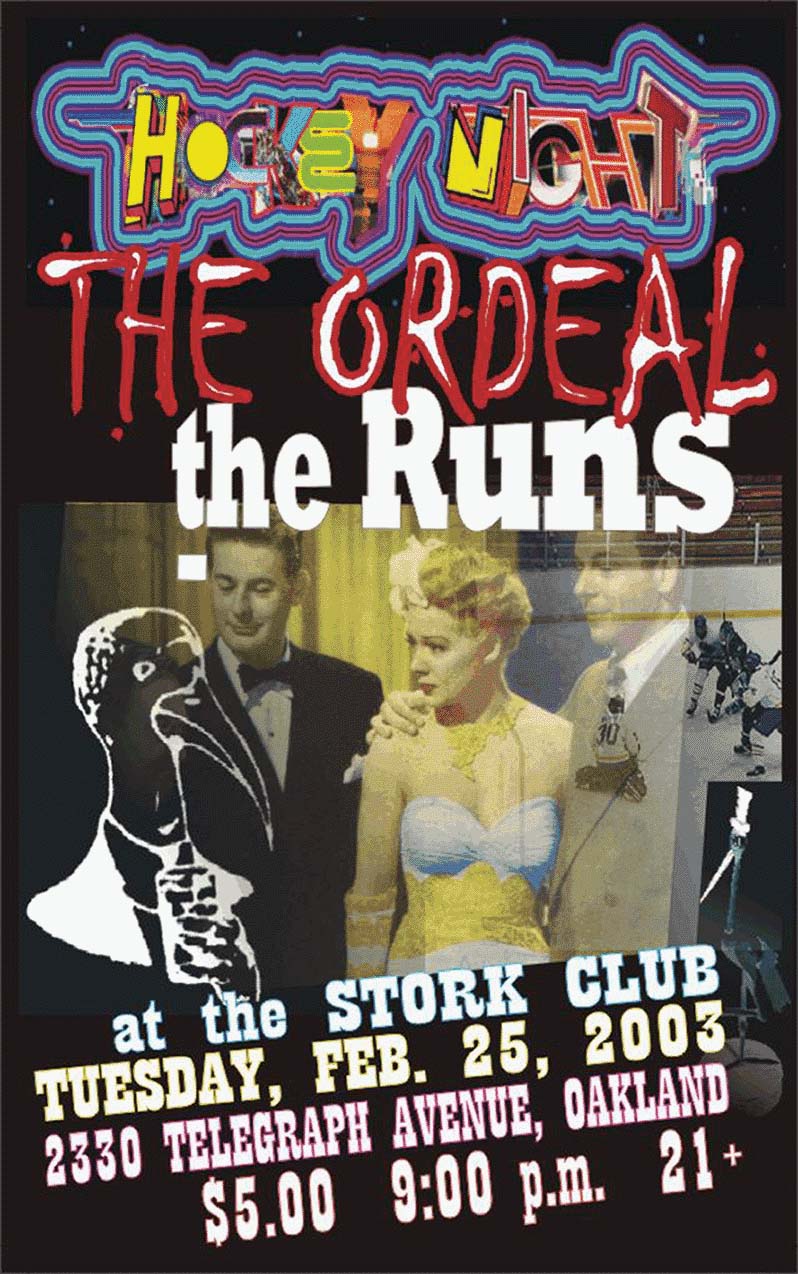 HOCKEY NIGHT
THE ORDEAL
the Runs
30
at the STORK CLUB
TUESDAY, FEB. 25, 2003
2330 TELEGRAPH AVENUE, OAKLAND
$5.00 9:00 p.m. 21+